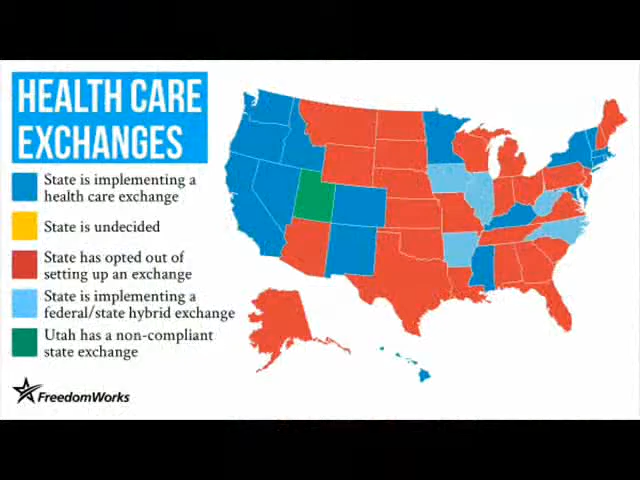 HEALTH CARE
EXCHANGES
State is implementing a
health care exchange
State is undecided
State has opted out of
setting up an exchange
State is implementing a
federal/state hybrid exchange
Utah has a non-compliant
state exchange
FreedomWorks